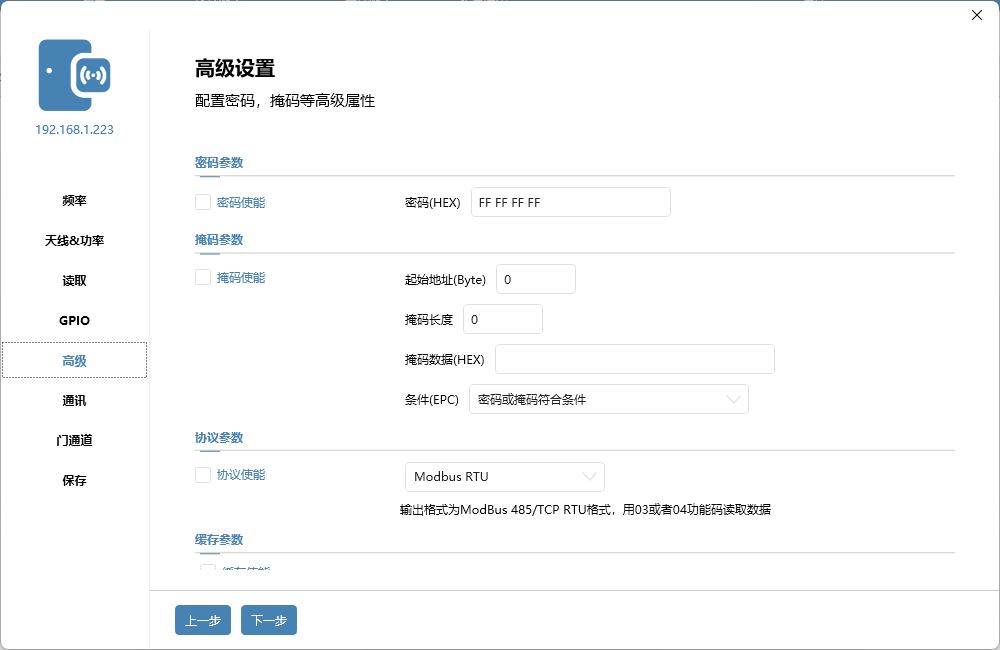 192.168.1.223
频率
天线&功率
读取
GPIO
高级
通讯
门通道
保存
高级设置
配置密码，掩码等高级属性
密码参数
密码使能
密码(HEX) FF FF FF FF
掩码参数
掩码使能
起始地址(Byte) 0
掩码长度 0
掩码数据(HEX)
条件(EPC) 密码或掩码符合条件
协议参数
协议使能
Modbus RTU
输出格式为ModBus 485/TCP RTU格式，用03或者04功能码读取数据
缓存参数
缓存使能
上一步 下一步